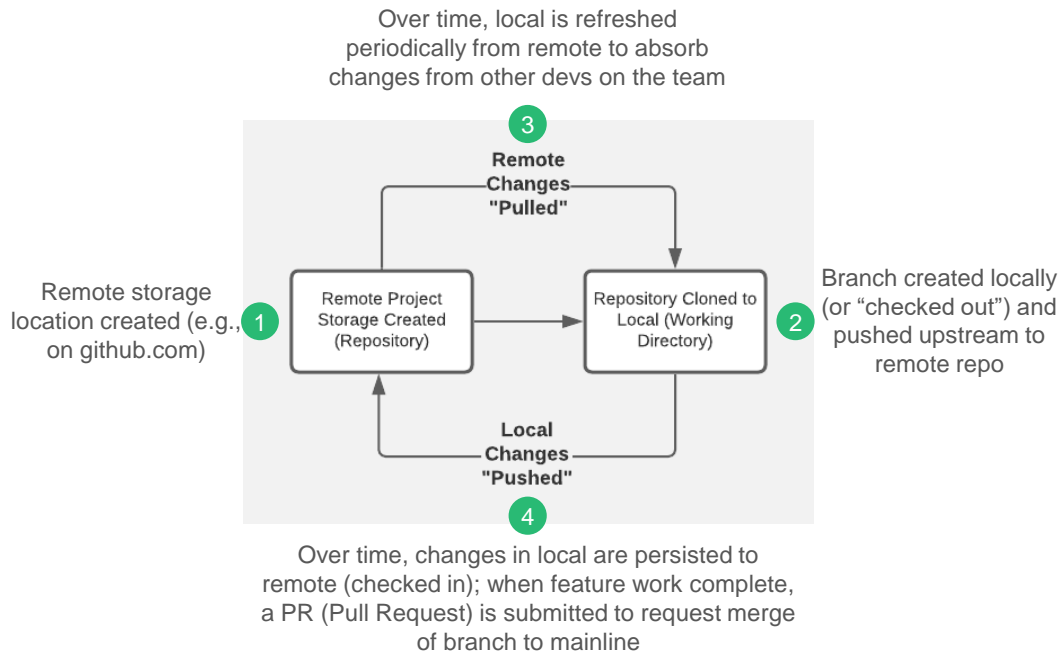 Over time, local is refreshed
periodically from remote to absorb
changes from other devs on the team
3
Remote
Changes
"Pulled"
Remote storage
location created (e.g.,
on github.com)
1
Remote Project
Storage Created
(Repository)
Repository Cloned to
Local (Working
Directory)
2
Branch created locally
(or “checked out”) and
pushed upstream to
remote repo
Local
Changes
"Pushed"
4
Over time, changes in local are persisted to
remote (checked in); when feature work complete,
a PR (Pull Request) is submitted to request merge
of branch to mainline